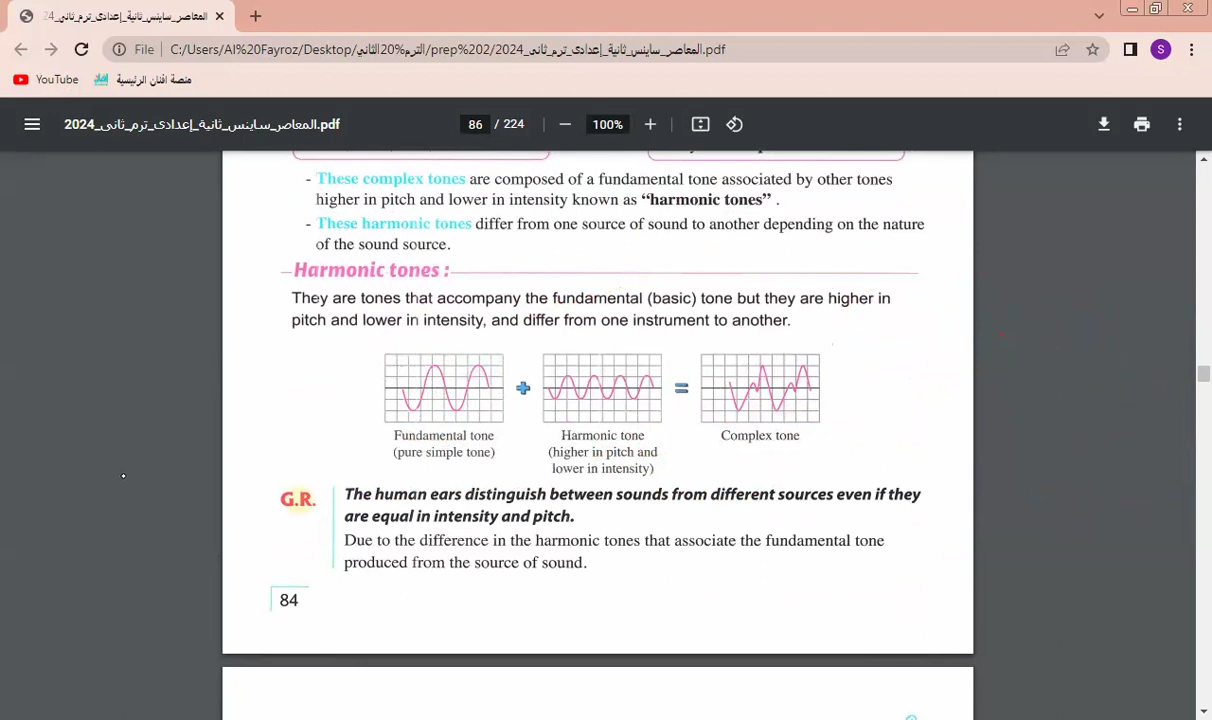 المعاصر_ساينس_ثانية_إعدادى_ترم_ثانى_24
File C:/Users/Al%20Fayroz/Desktop/الترم%20الثاني/prep%202/2024_المعاصر_ساينس_ثانية_إعدادى_ترم_ثانى.pdf
S
YouTube منصة افنان الرئيسية
المعاصر_ساينس_ثانية_إعدادى_ترم_ثانى_2024.pdf 86 / 224 100%
- These complex tones are composed of a fundamental tone associated by other tones
higher in pitch and lower in intensity known as “harmonic tones” .
- These harmonic tones differ from one source of sound to another depending on the nature
of the sound source.
Harmonic tones :
They are tones that accompany the fundamental (basic) tone but they are higher in
pitch and lower in intensity, and differ from one instrument to another.
Fundamental tone
(pure simple tone)
Harmonic tone
(higher in pitch and
lower in intensity)
Complex tone
G.R. The human ears distinguish between sounds from different sources even if they
are equal in intensity and pitch.
Due to the difference in the harmonic tones that associate the fundamental tone
produced from the source of sound.
84